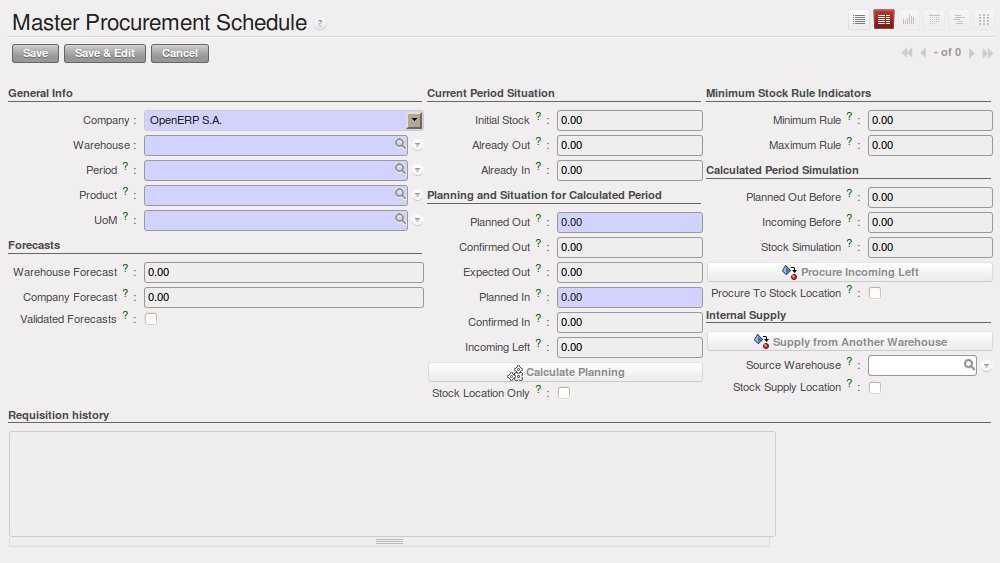 Master Procurement Schedule ?
Save Save & Edit Cancel
- of 0
General Info
Company : OpenERP S.A.
Warehouse :
Period ? :
Product ? :
UoM ? :
Forecasts
Warehouse Forecast ? : 0.00
Company Forecast ? : 0.00
Validated Forecasts ? :
Current Period Situation
Initial Stock ? : 0.00
Already Out ? : 0.00
Already In ? : 0.00
Planning and Situation for Calculated Period
Planned Out ? : 0.00
Confirmed Out ? : 0.00
Expected Out ? : 0.00
Planned In ? : 0.00
Confirmed In ? : 0.00
Incoming Left ? : 0.00
Calculate Planning
Stock Location Only ? :
Minimum Stock Rule Indicators
Minimum Rule ? : 0.00
Maximum Rule ? : 0.00
Calculated Period Simulation
Planned Out Before ? : 0.00
Incoming Before ? : 0.00
Stock Simulation ? : 0.00
Procure Incoming Left
Procure To Stock Location ? :
Internal Supply
Supply from Another Warehouse
Source Warehouse ? :
Stock Supply Location ? :
Requisition history